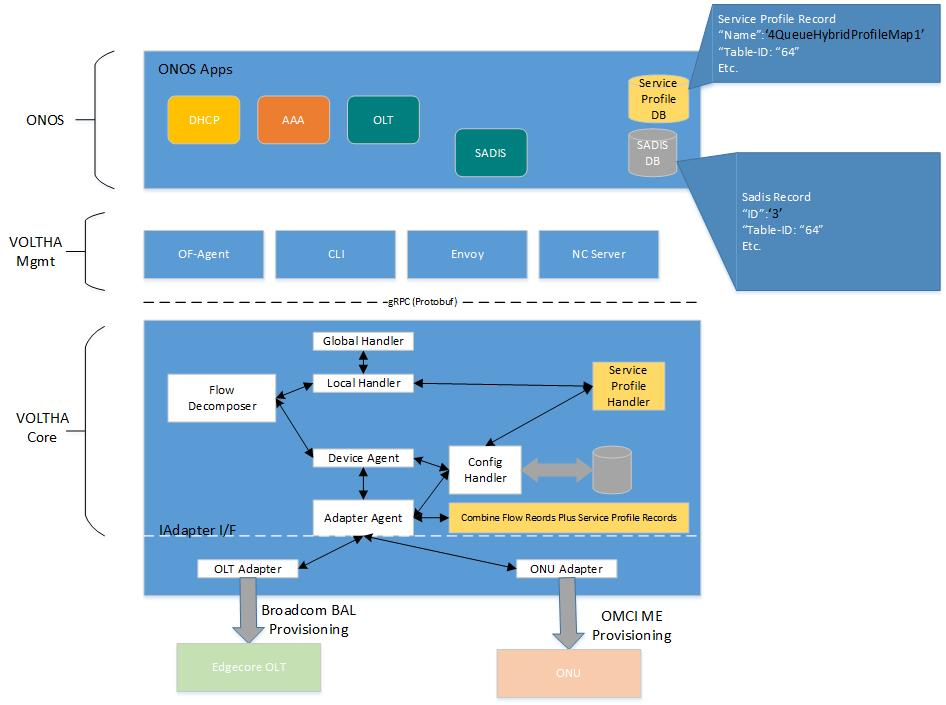 Service Profile Record
“Name”:‘4QueueHybridProfileMap1’
“Table-ID: “64”
Etc.
ONOS Apps
Service
Profile
DB
ONOS
DHCP
AAA
OLT
SADIS
SADIS
DB
Sadis Record
“ID”:‘3’
“Table-ID: “64”
Etc.
VOLTHA
Mgmt
OF-Agent
CLI
Envoy
NC Server
gRPC (Protobuf)
Global Handler
Local Handler
Flow
Decomposer
Service
Profile
Handler
VOLTHA
Core
Device Agent
Config
Handler
Adapter Agent
Combine Flow Reords Plus Service Profile Records
IAdapter I/F
OLT Adapter
ONU Adapter
Broadcom BAL
Provisioning
OMCI ME
Provisioning
Edgecore OLT
ONU